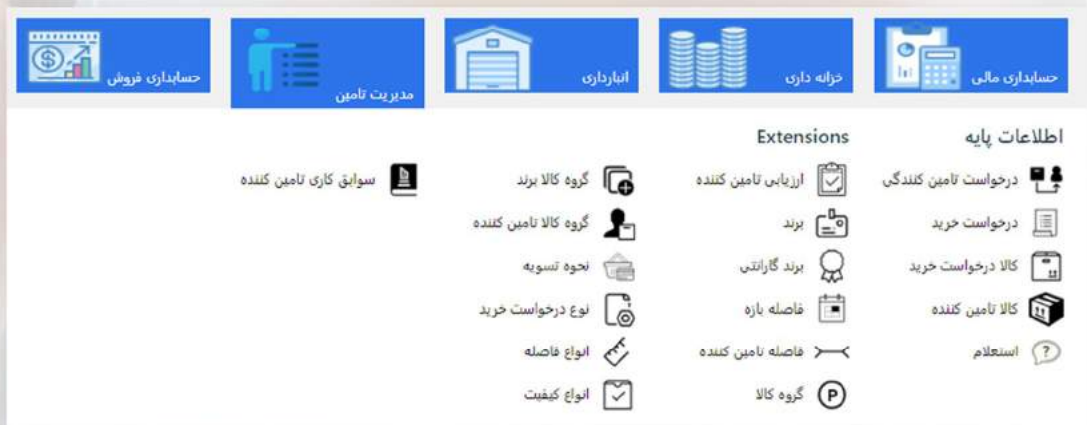 حسابداری مالی
خزانه داری
انبارداری
مدیریت تامین
حسابداری فروش
اطلاعات پایه
درخواست تامین کنندگی
درخواست خرید
کالا درخواست خرید
کالا تامین کننده
استعلام
Extensions
ارزیابی تامین کننده
برند
برند گارانتی
فاصله بازه
فاصله تامین کننده
گروه کالا
گروه کالا برند
گروه کالا تامین کننده
نحوه تسویه
نوع درخواست خرید
انواع فاصله
انواع کیفیت
سوابق کاری تامین کننده